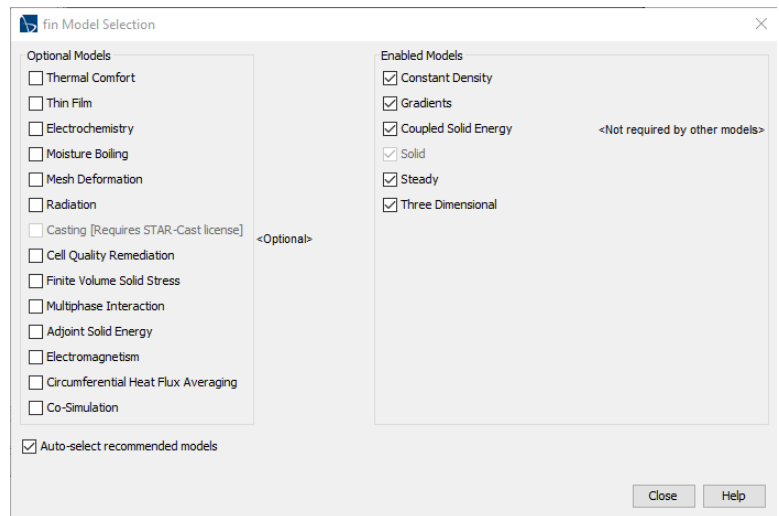 fin Model Selection
Optional Models
Thermal Comfort
Thin Film
Electrochemistry
Moisture Boiling
Mesh Deformation
Radiation
Casting [Requires STAR-Cast license]
Cell Quality Remediation
Finite Volume Solid Stress
Multiphase Interaction
Adjoint Solid Energy
Electromagnetism
Circumferential Heat Flux Averaging
Co-Simulation
<Optional>
Enabled Models
Constant Density
Gradients
Coupled Solid Energy
<Not required by other models>
Solid
Steady
Three Dimensional
Auto-select recommended models
Close
Help